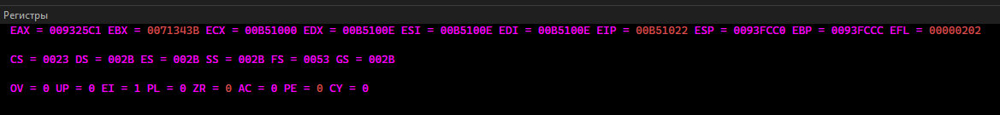 Регистры
EAX = 009325C1 EBX = 0071343B ECX = 00B51000 EDX = 00B5100E ESI = 00B5100E EDI = 00B5100E EIP = 00B51022 ESP = 0093FCC0 EBP = 0093FCCC EFL = 00000202
CS = 0023 DS = 002B ES = 002B SS = 002B FS = 0053 GS = 002B
OV = 0 UP = 0 EI = 1 PL = 0 ZR = 0 AC = 0 PE = 0 CY = 0